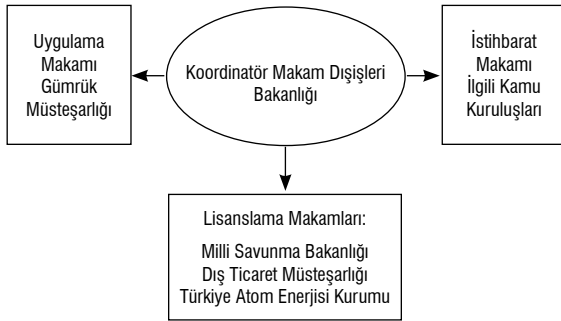 Uygulama
Makamı
Gümrük
Müsteşarlığı
Koordinatör Makam Dışişleri
Bakanlığı
İstihbarat
Makamı
İlgili Kamu
Kuruluşları
Lisanslama Makamları:
Milli Savunma Bakanlığı
Dış Ticaret Müsteşarlığı
Türkiye Atom Enerjisi Kurumu